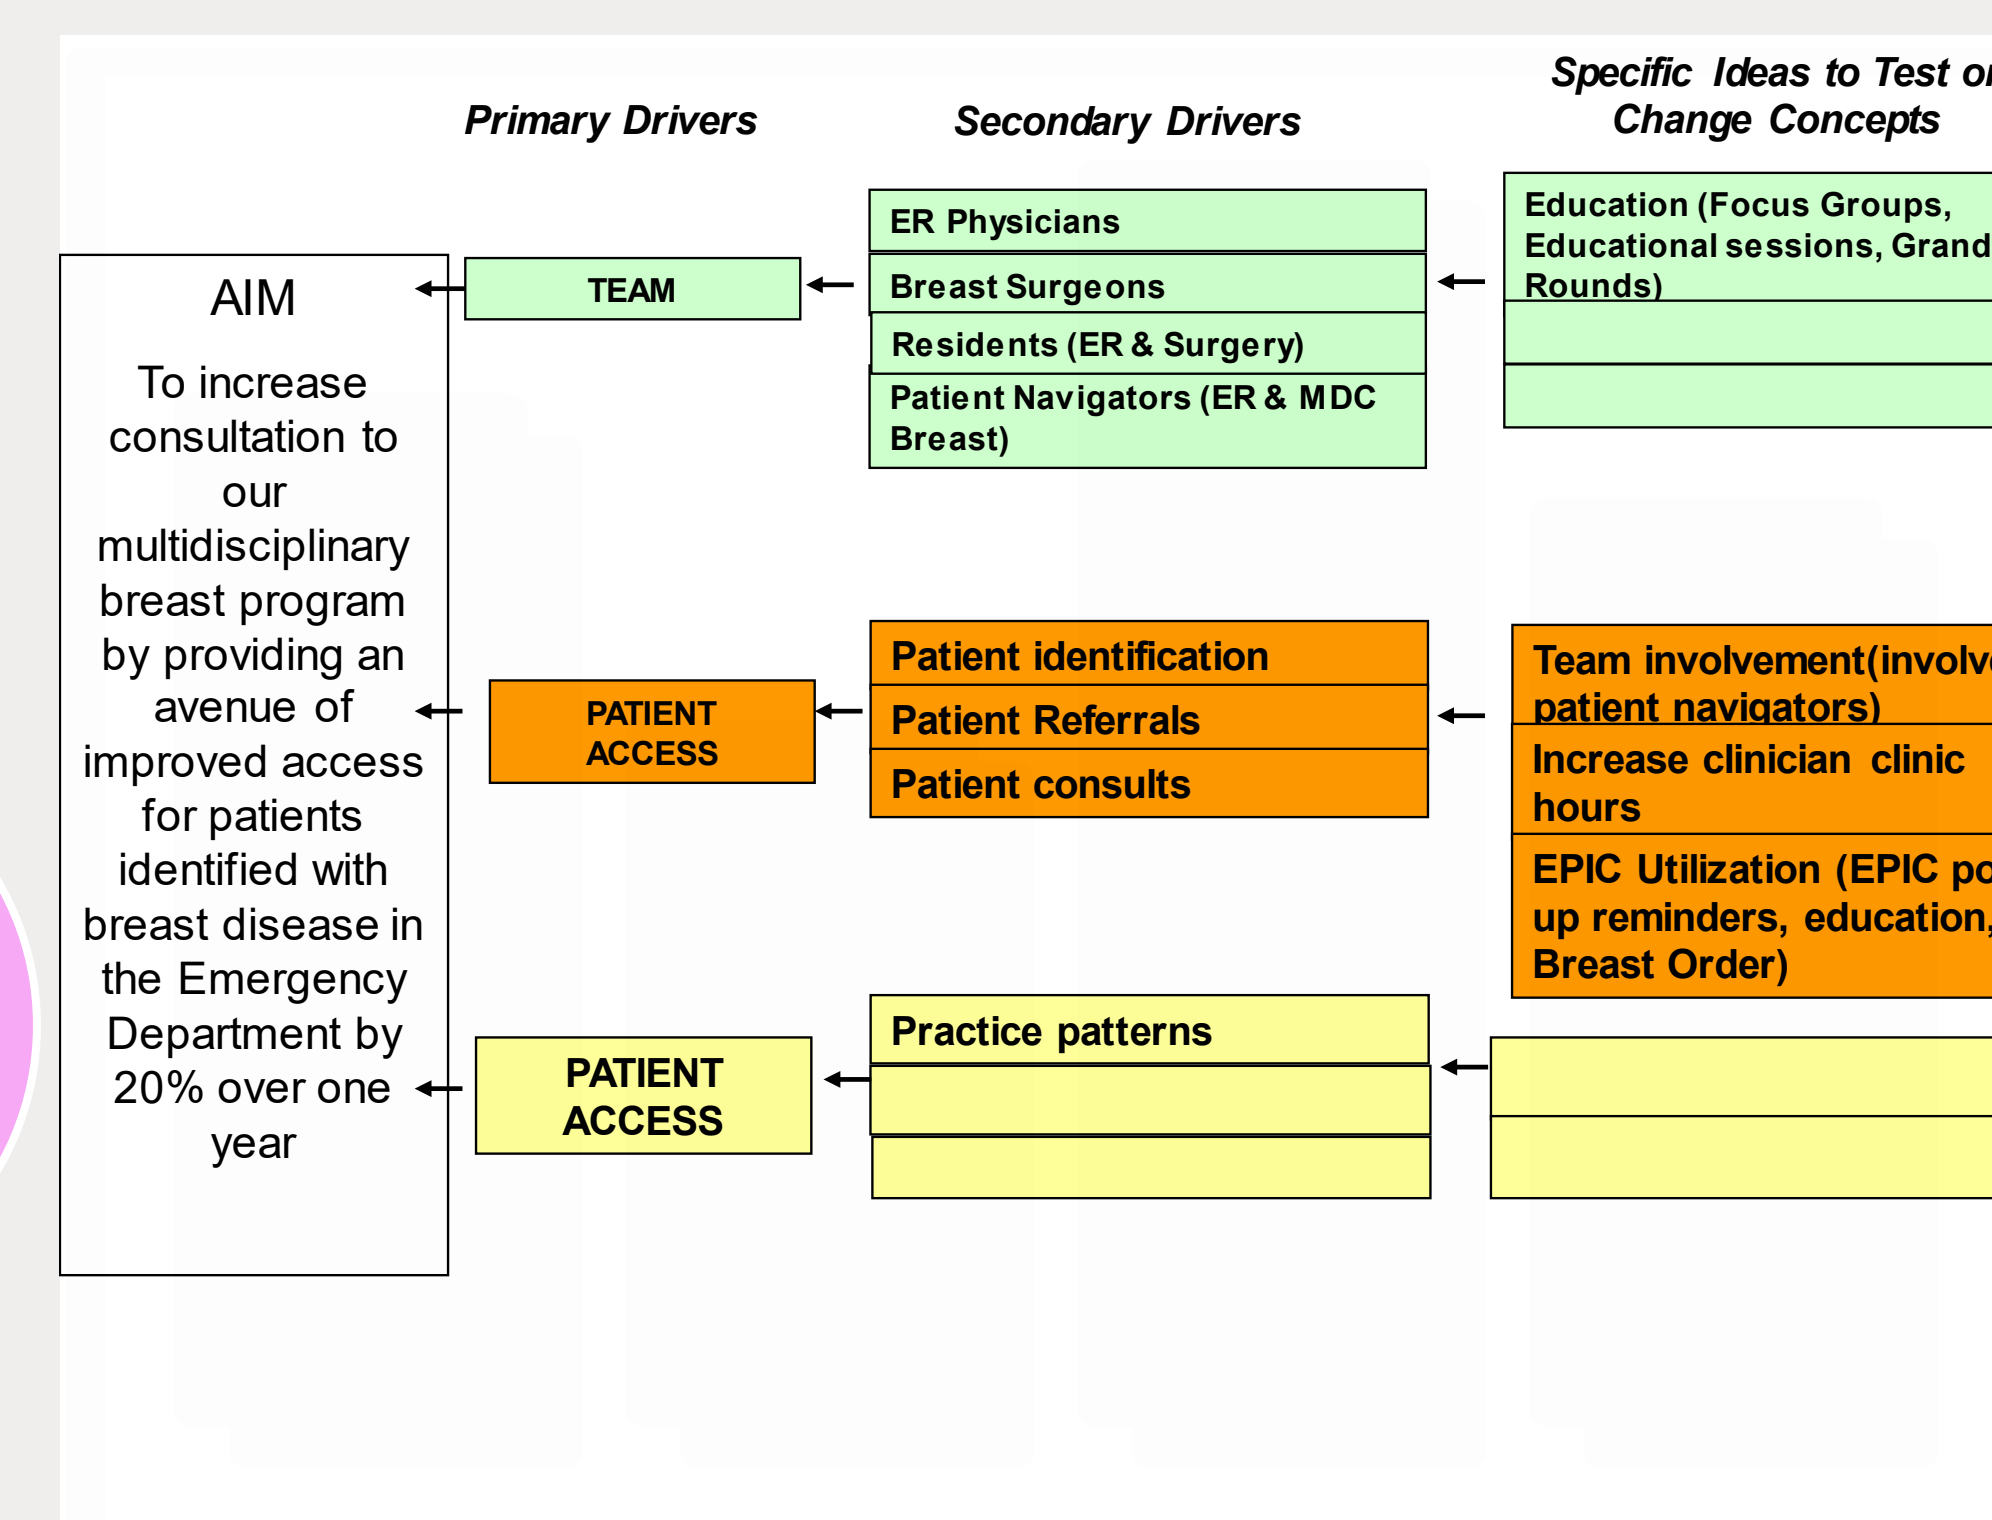 Primary Drivers
Secondary Drivers
Specific Ideas to Test or
Change Concepts
AIM
To increase
consultation to
our
multidisciplinary
breast program
by providing an
avenue of
improved access
for patients
identified with
breast disease in
the Emergency
Department by
20% over one
year
TEAM
ER Physicians
Breast Surgeons
Residents (ER & Surgery)
Patient Navigators (ER & MDC
Breast)
Education (Focus Groups,
Educational sessions, Grand
Rounds)
PATIENT
ACCESS
Patient identification
Patient Referrals
Patient consults
Team involvement(involve
patient navigators)
Increase clinician clinic
hours
EPIC Utilization (EPIC
up reminders, education,
Breast Order)
PATIENT
ACCESS
Practice patterns